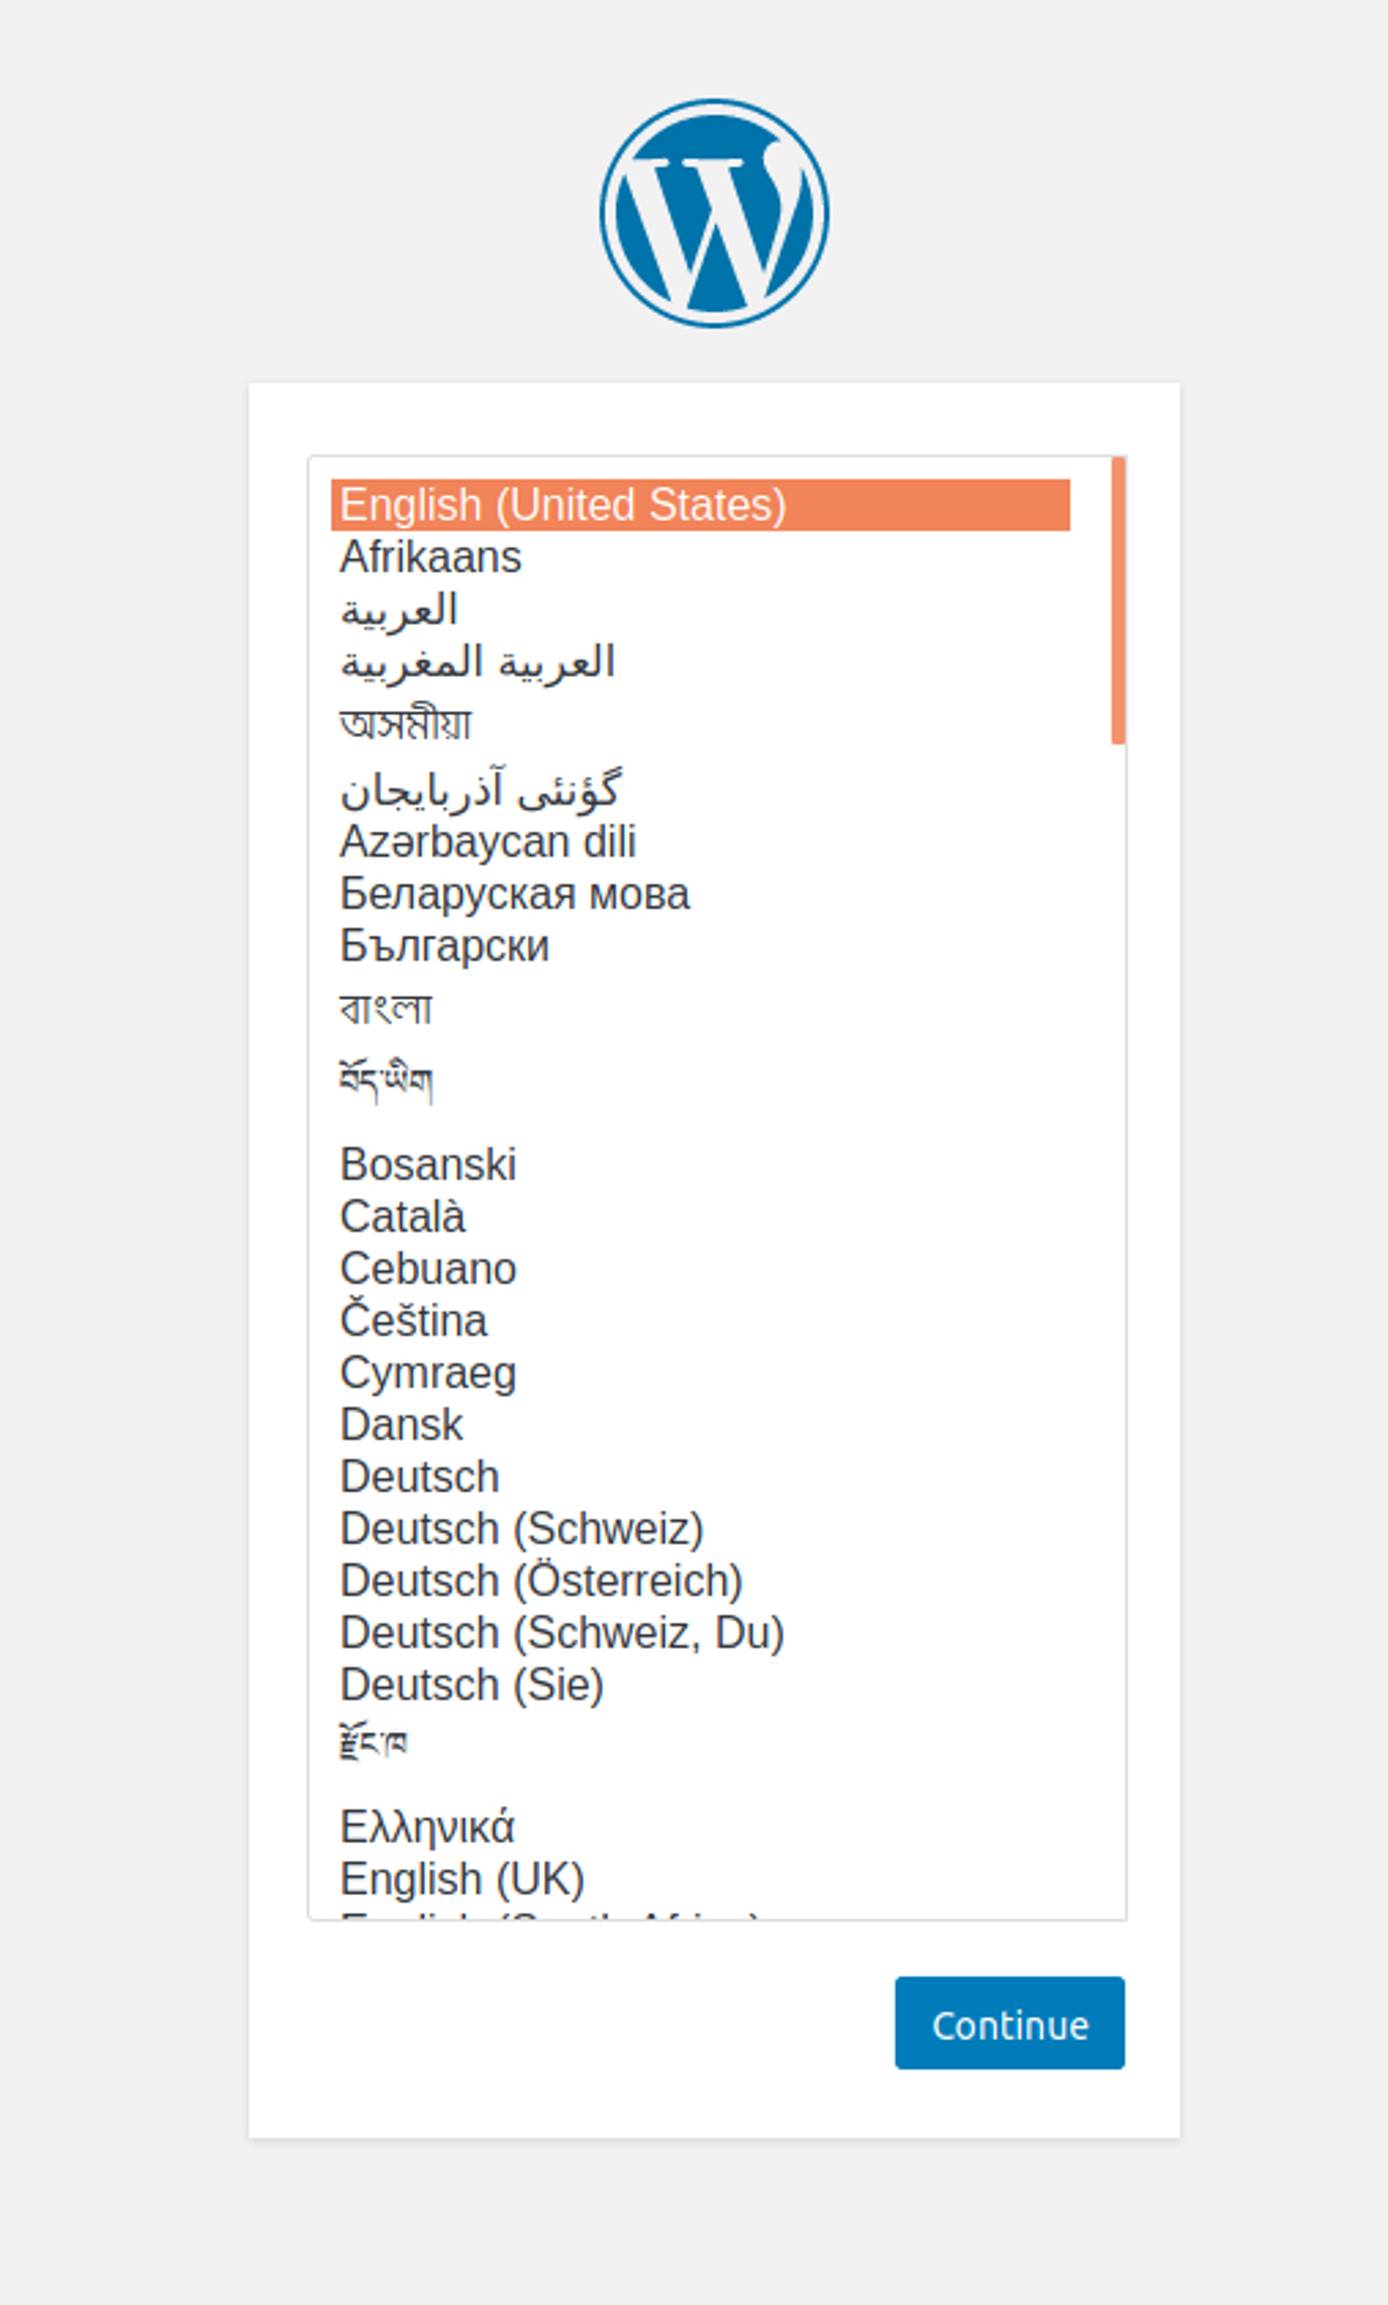 English (United States)
Afrikaans
العربية
العربية المغربية
অসমীয়া
گؤنئی آذربایجان
Azərbaycan dili
Беларуская мова
Български
বাংলা
བོད་ཡིག
Bosanski
Català
Cebuano
Čeština
Cymraeg
Dansk
Deutsch
Deutsch (Schweiz)
Deutsch (Österreich)
Deutsch (Schweiz, Du)
Deutsch (Sie)
རྫོང་ཁ
Ελληνικά
English (UK)
Continue